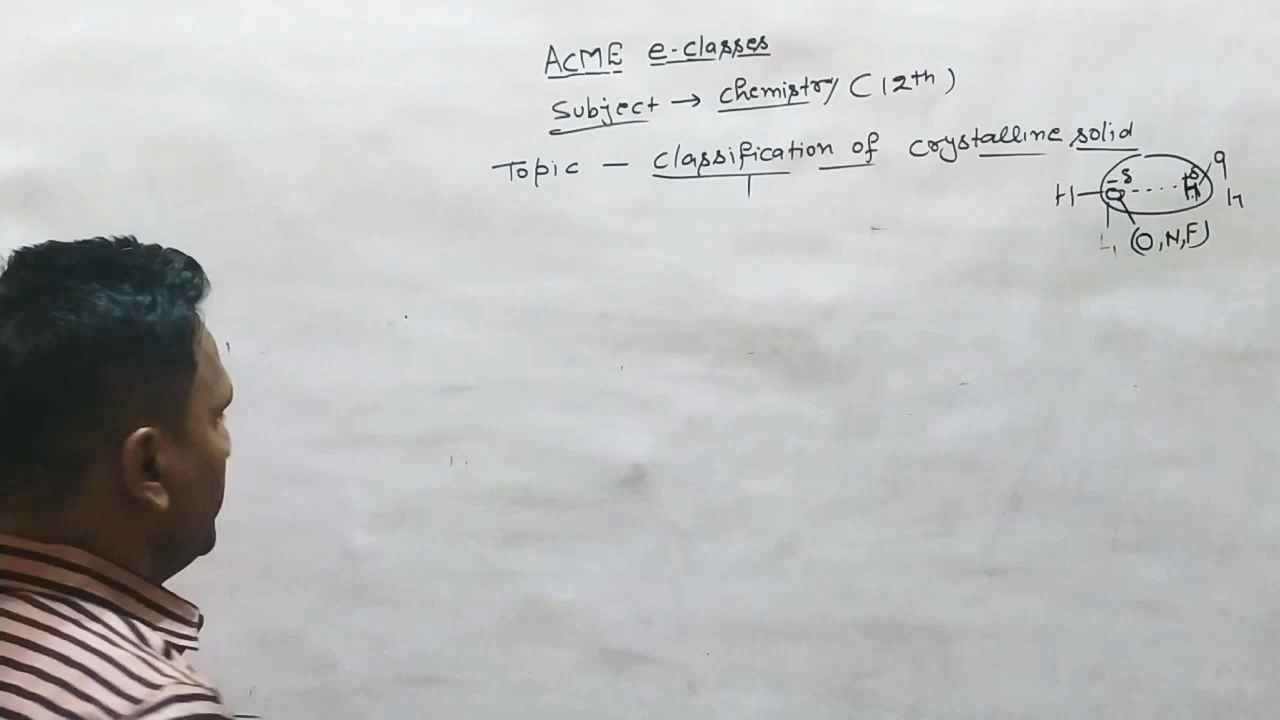 AcME e-classes
Subject → chemistry (12th)
Topic - classification of crystalline solid
H
(O,N,F)